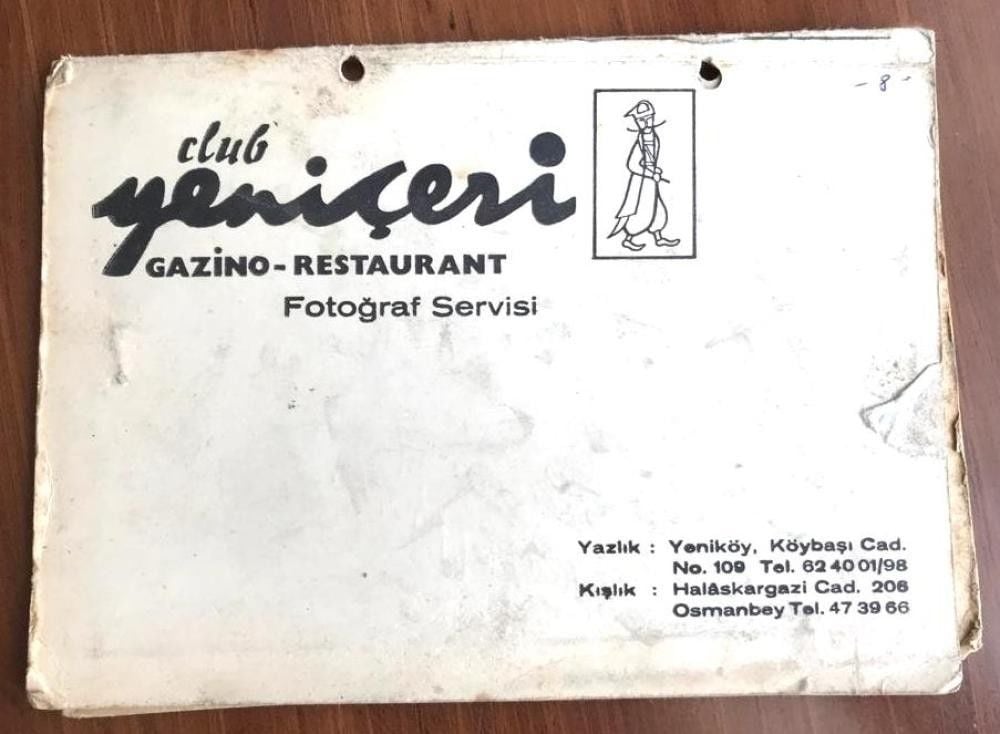 - 8 -
club
yeniçeri
GAZİNO - RESTAURANT
Fotoğraf Servisi
Yazlık : Yeniköy, Köybaşı Cad.
No. 109 Tel. 62 40 01/98
Kışlık : Halâskargazi Cad. 206
Osmanbey Tel. 47 39 66